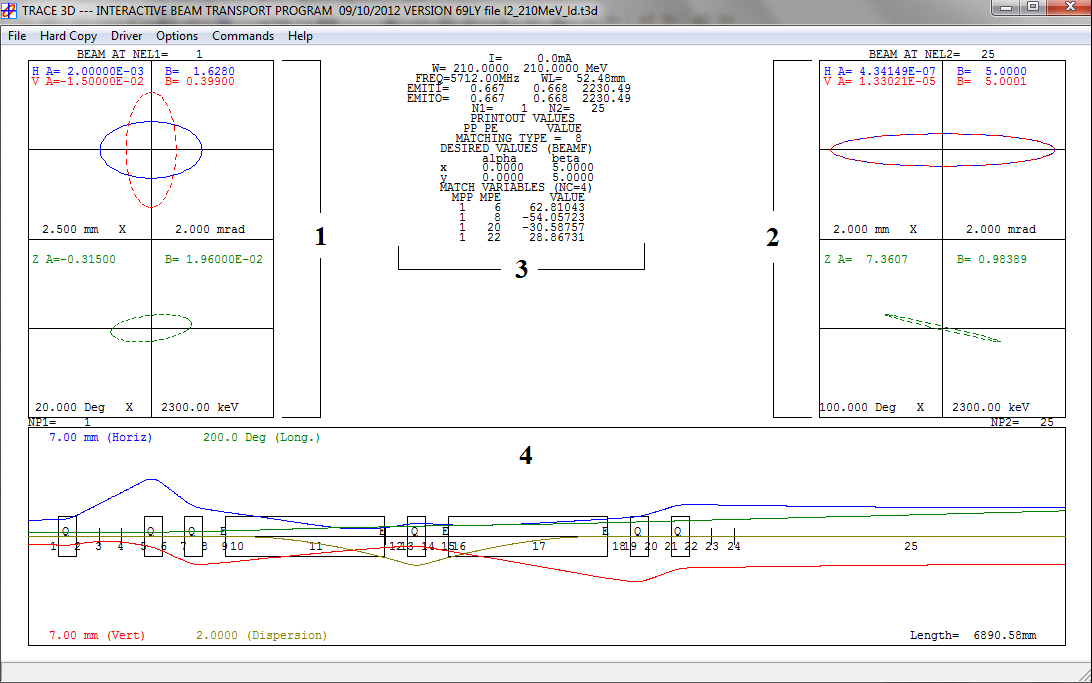 TRACE 3D --- INTERACTIVE BEAM TRANSPORT PROGRAM 09/10/2012 VERSION 69LY file l2_210MeV_ld.t3d
File Hard Copy Driver Options Commands Help
BEAM AT NEL1= 1
H A= 2.00000E-03 B= 1.6280
V A=-1.50000E-02 B= 0.39900
2.500 mm X 2.000 mrad
Z A=-0.31500 B= 1.96000E-02
20.000 Deg X 2300.00 keV
NP1= 1
1
I= 0.0mA
W= 210.0000 210.0000 MeV
FREQ=5712.00MHz WL= 52.48mm
EMITI= 0.667 0.668 2230.49
EMITO= 0.667 0.668 2230.49
N1= 1 N2= 25
PRINTOUT VALUES
PP PE VALUE
MATCHING TYPE = 8
DESIRED VALUES (BEAMF)
alpha beta
x 0.0000 5.0000
y 0.0000 5.0000
MATCH VARIABLES (NC=4)
MPP MPE VALUE
1 6 62.81043
1 8 -54.05723
1 20 -30.58757
1 22 28.86731
3
2
BEAM AT NEL2= 25
H A= 4.34149E-07 B= 5.0000
V A= 1.33021E-05 B= 5.0001
2.000 mm X 2.000 mrad
Z A= 7.3607 B= 0.98389
100.000 Deg X 2300.00 keV
NP2= 25
7.00 mm (Horiz) 200.0 Deg (Long.)
4
Q Q Q E E Q E E Q Q
1 2 3 4 5 6 7 8 9 10 11 12 13 14 15 16 17 18 19 20 21 22 23 24 25
7.00 mm (Vert) 2.0000 (Dispersion)
Length= 6890.58mm